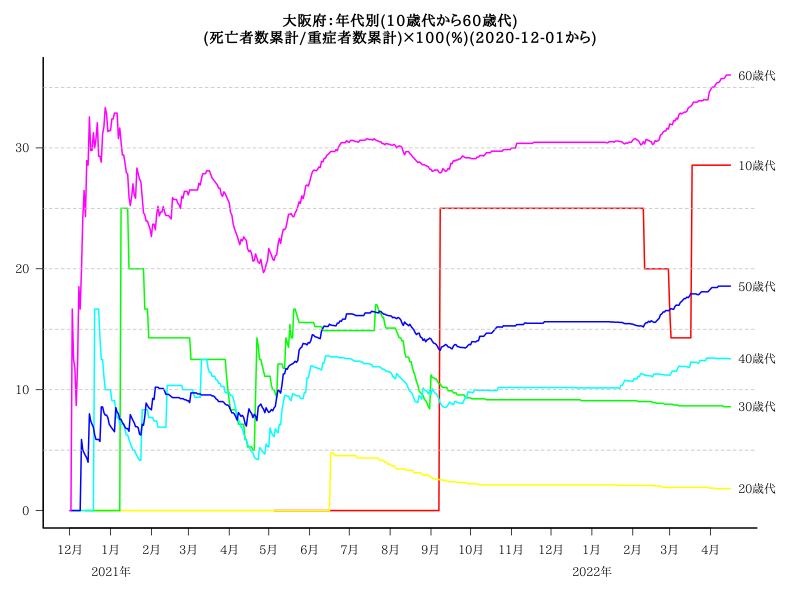 大阪府：年代別(10歳代から60歳代)
(死亡者数累計/重症者数累計)×100(%)(2020-12-01から)
60歳代
10歳代
50歳代
40歳代
30歳代
20歳代
30
20
10
0
12月 1月 2月 3月 4月 5月 6月 7月 8月 9月 10月 11月 12月 1月 2月 3月 4月
2021年 2022年